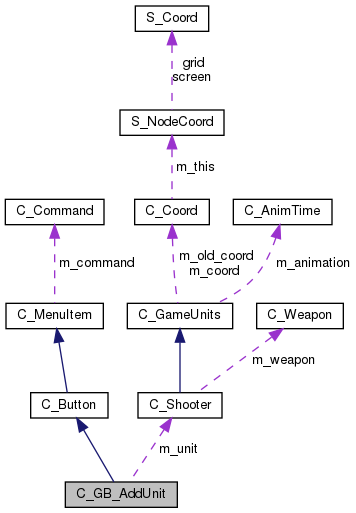 S_Coord
grid
screen
S_NodeCoord
m_this
C_Command
C_Coord
C_AnimTime
m_command
m_old_coord
m_coord
m_animation
C_MenuItem
C_GameUnits
C_Weapon
m_weapon
C_Button
C_Shooter
m_unit
C_GB_AddUnit